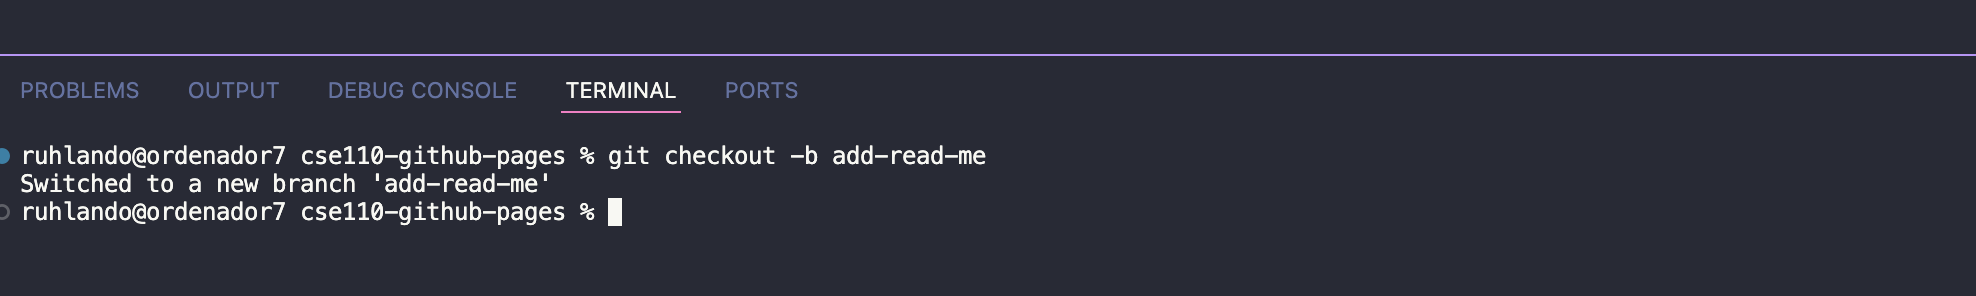 PROBLEMS OUTPUT DEBUG CONSOLE TERMINAL PORTS
ruhlando@ordenador7 cse110-github-pages % git checkout -b add-read-me
Switched to a new branch 'add-read-me'
ruhlando@ordenador7 cse110-github-pages %